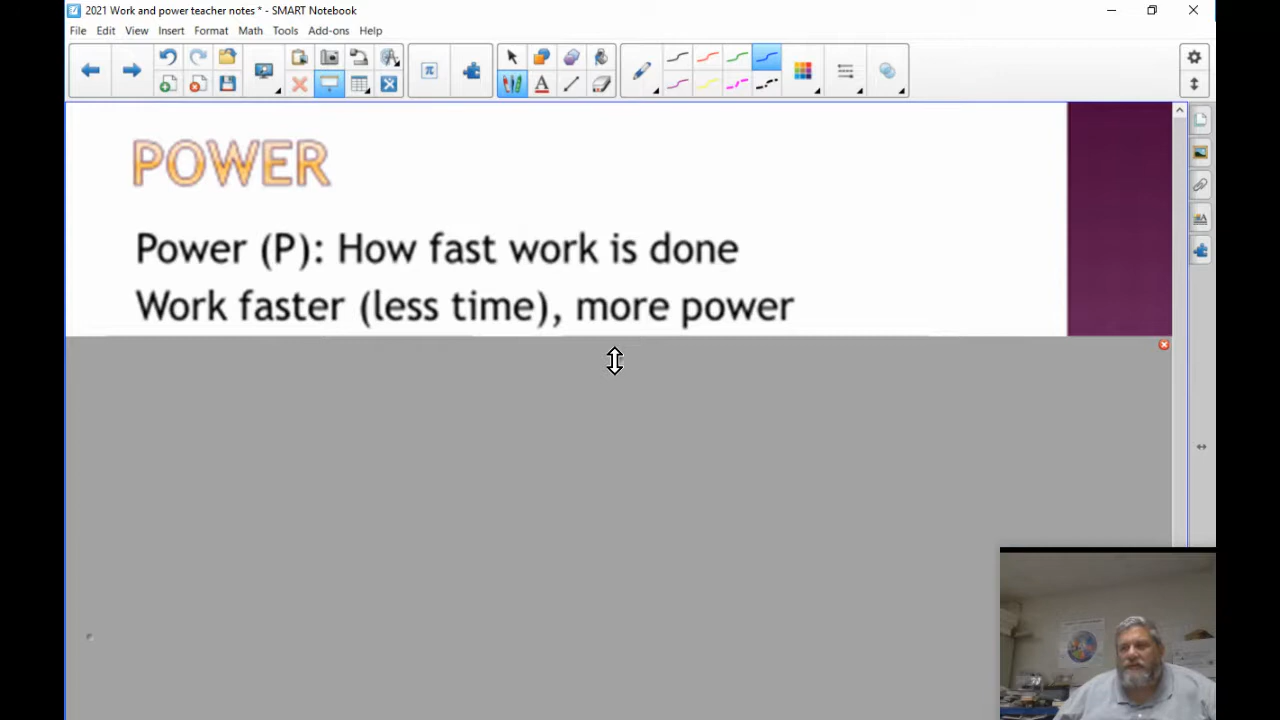 2021 Work and power teacher notes * - SMART Notebook
File Edit View Insert Format Math Tools Add-ons Help
POWER
Power (P): How fast work is done
Work faster (less time), more power